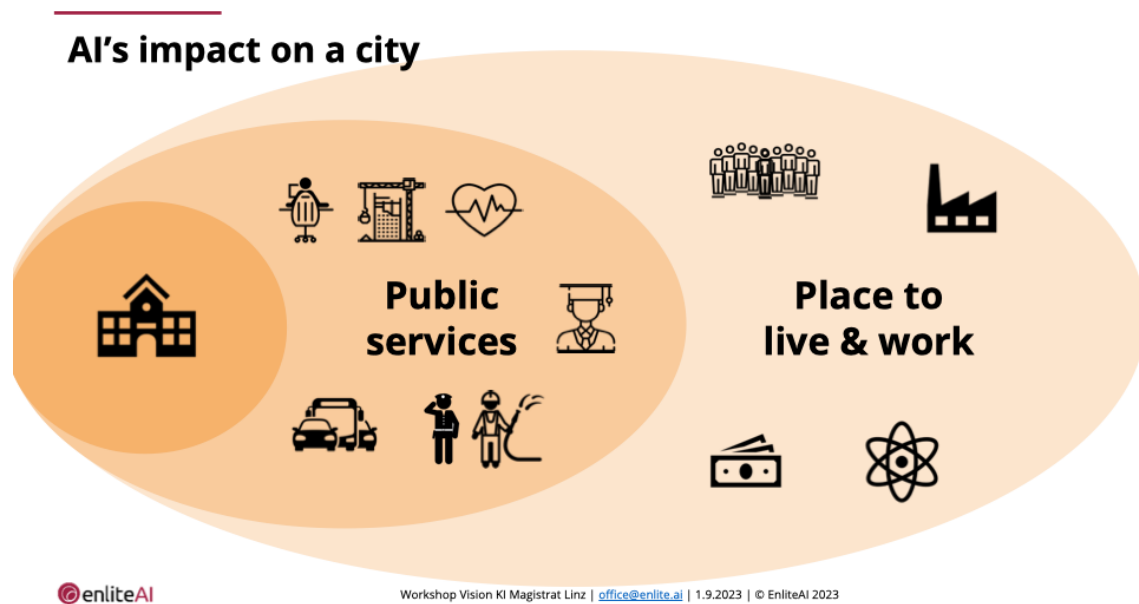 AI’s impact on a city
Public
services
Place to
live & work
enliteAI
Workshop Vision KI Magistrat Linz | office@enlite.ai | 1.9.2023 | © EnliteAI 2023